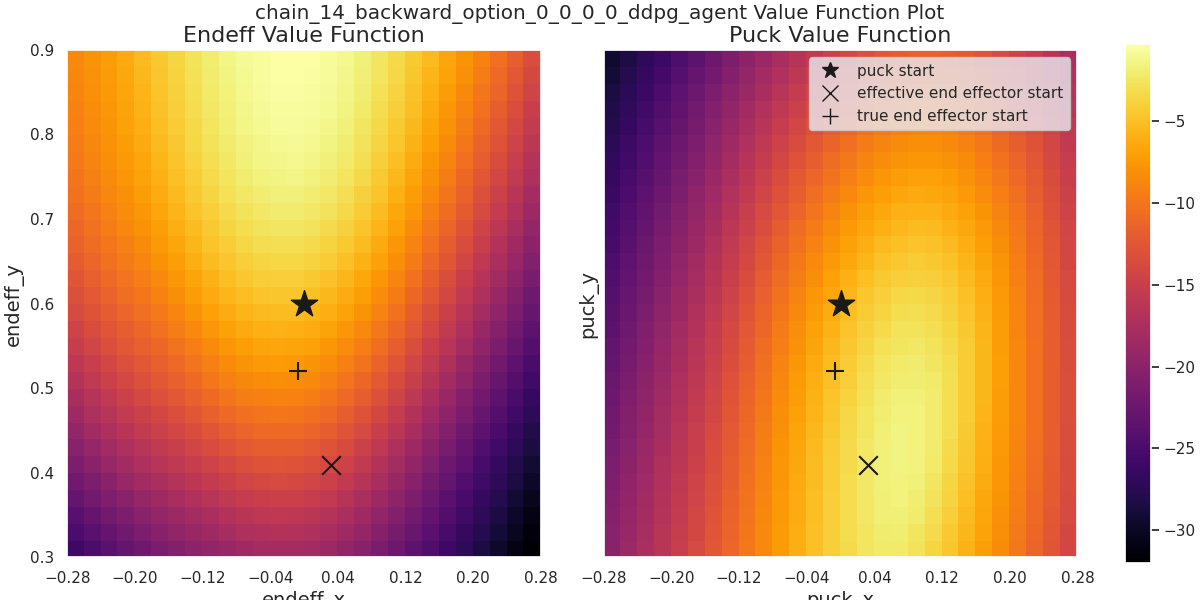 chain_14_backward_option_0_0_0_0_ddpg_agent Value Function Plot
Endeff Value Function
Puck Value Function
puck start
effective end effector start
true end effector start
0.9
0.8
0.7
0.6
0.5
0.4
0.3
endeff_y
−0.28 −0.20 −0.12 −0.04 0.04 0.12 0.20 0.28
endeff_x
puck_y
−0.28 −0.20 −0.12 −0.04 0.04 0.12 0.20 0.28
puck_x
−5
−10
−15
−20
−25
−30